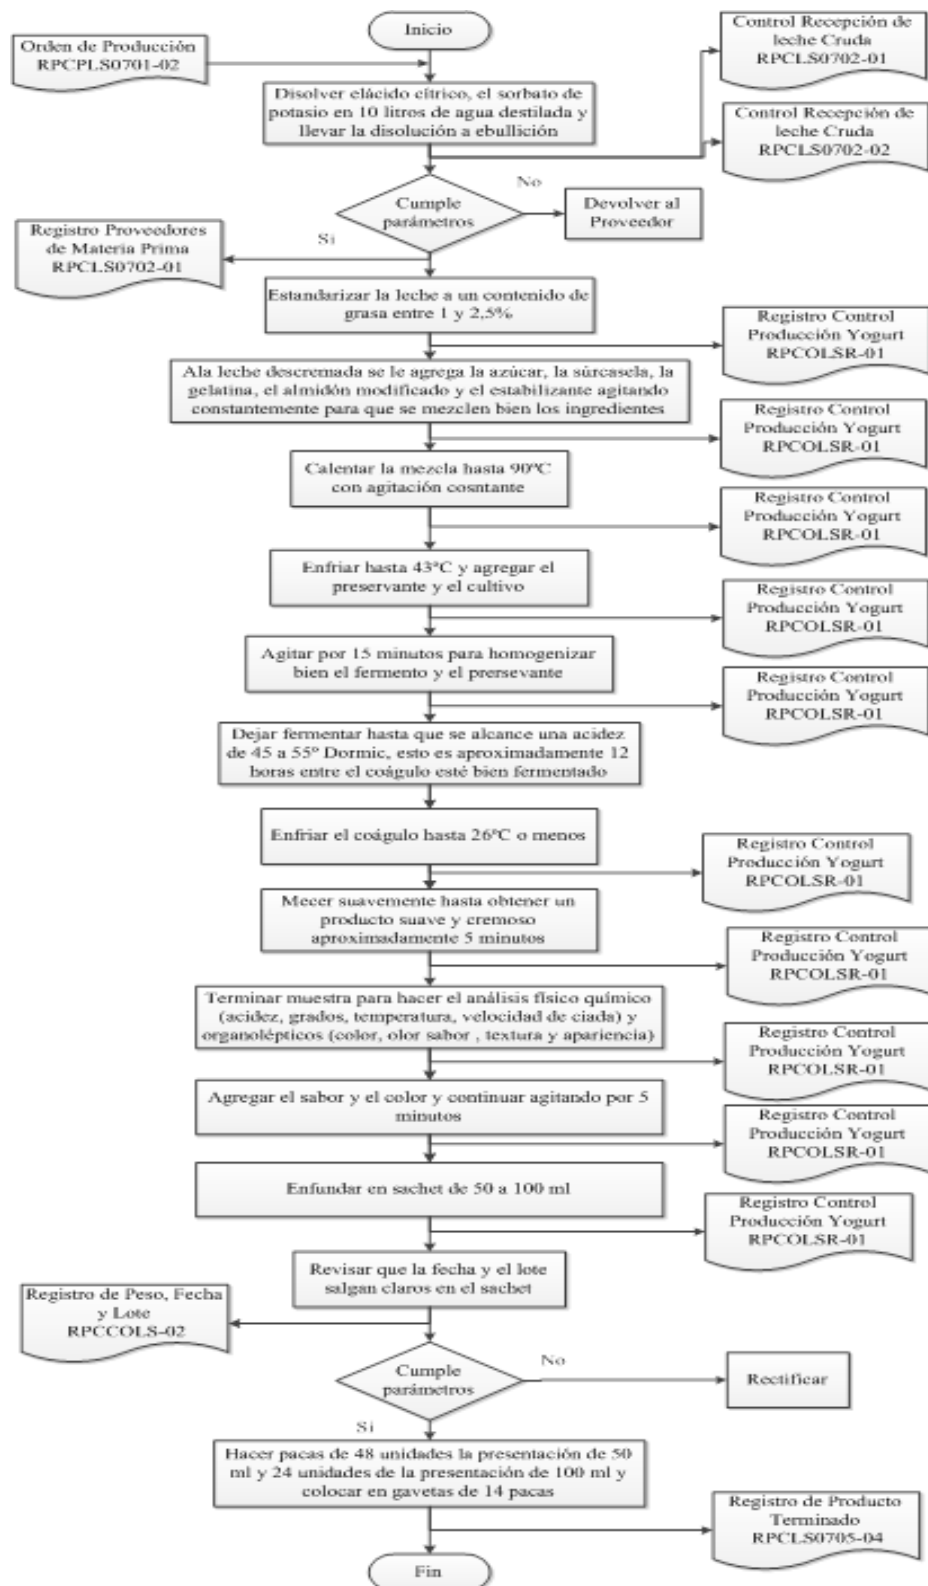 Inicio
Orden de Producción
RPCPLS0701-02
Control Recepción de
leche Cruda
RPCLS0702-01
Disolver elácido cítrico, el sorbato de
potasio en 10 litros de agua destilada y
llevar la disolución a ebullición
Control Recepción de
leche Cruda
RPCLS0702-02
Cumple
parámetros
No
Devolver al
Proveedor
Si
Registro Proveedores
de Materia Prima
RPCLS0702-01
Estandarizar la leche a un contenido de
grasa entre 1 y 2,5%
Registro Control
Producción Yogurt
RPCOLSR-01
Ala leche descremada se le agrega la azúcar, la súrcasela, la
gelatina, el almidón modificado y el estabilizante agitando
constantemente para que se mezclen bien los ingredientes
Registro Control
Producción Yogurt
RPCOLSR-01
Calentar la mezcla hasta 90ºC
con agitación cosntante
Registro Control
Producción Yogurt
RPCOLSR-01
Enfriar hasta 43ºC y agregar el
preservante y el cultivo
Registro Control
Producción Yogurt
RPCOLSR-01
Agitar por 15 minutos para homogenizar
bien el fermento y el prersevante
Registro Control
Producción Yogurt
RPCOLSR-01
Dejar fermentar hasta que se alcance una acidez
de 45 a 55º Dormic, esto es aproximadamente 12
horas entre el coágulo esté bien fermentado
Enfriar el coágulo hasta 26ºC o menos
Registro Control
Producción Yogurt
RPCOLSR-01
Mecer suavemente hasta obtener un
producto suave y cremoso
aproximadamente 5 minutos
Registro Control
Producción Yogurt
RPCOLSR-01
Terminar muestra para hacer el análisis físico químico
(acidez, grados, temperatura, velocidad de ciada) y
organolépticos (color, olor sabor , textura y apariencia)
Registro Control
Producción Yogurt
RPCOLSR-01
Agregar el sabor y el color y continuar agitando por 5
minutos
Registro Control
Producción Yogurt
RPCOLSR-01
Enfundar en sachet de 50 a 100 ml
Registro Control
Producción Yogurt
RPCOLSR-01
Revisar que la fecha y el lote
salgan claros en el sachet
Registro de Peso, Fecha
y Lote
RPCCOLS-02
Cumple
parámetros
No
Rectificar
Si
Hacer pacas de 48 unidades la presentación de 50
ml y 24 unidades de la presentación de 100 ml y
colocar en gavetas de 14 pacas
Registro de Producto
Terminado
RPCLS0705-04
Fin